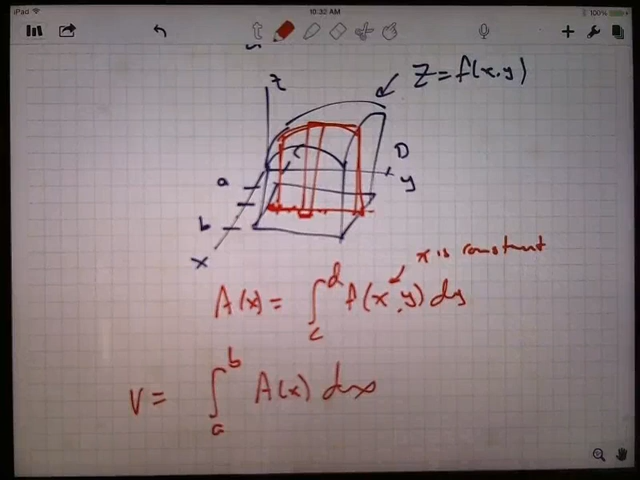 iPad
10:32 AM
100%
z
z = f(x,y)
c
D
a
y
b
x
x is constant
A(x) = ∫_c^d f(x,y) dy
V = ∫_a^b A(x) dx